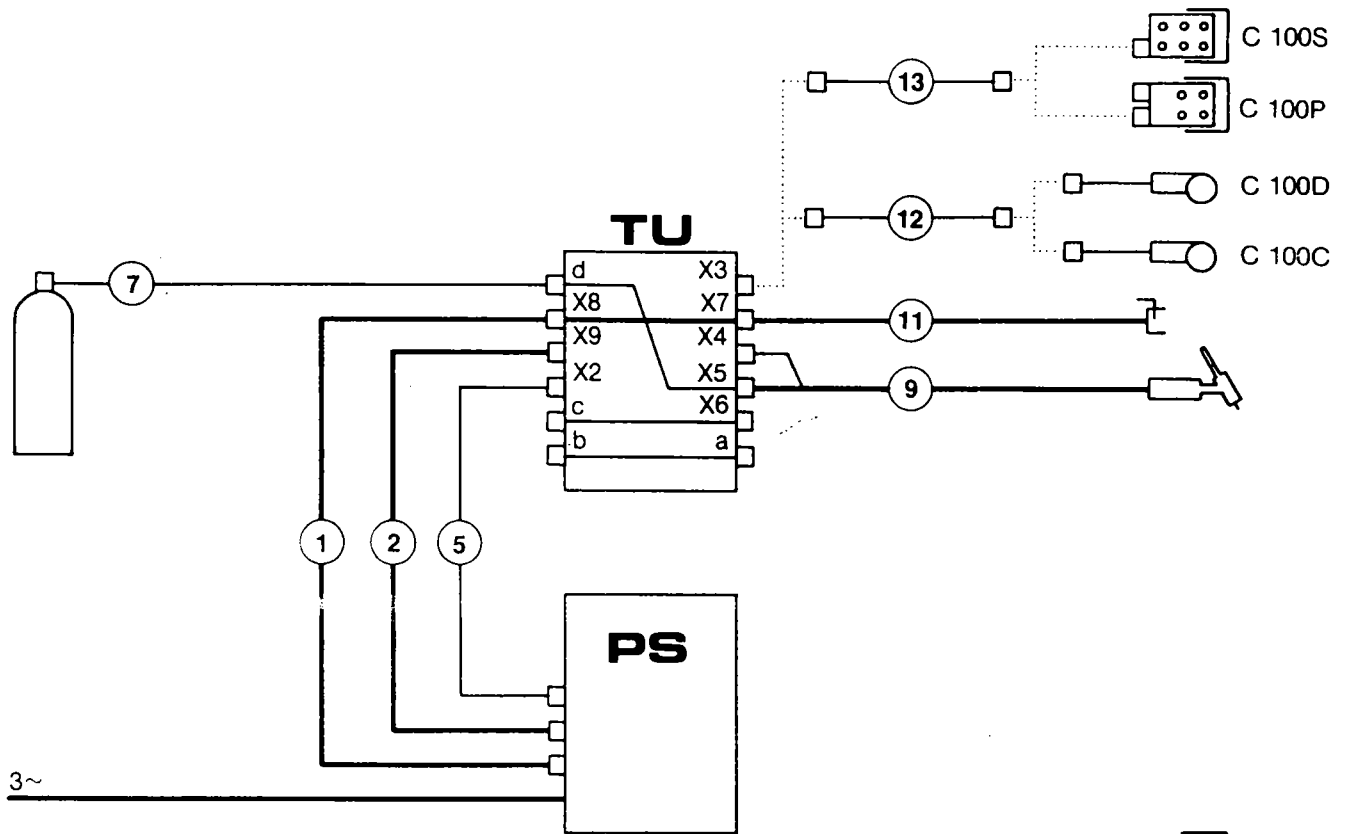 C 100S
13
C 100P
C 100D
12
TU
C 100C
d X3
7
X8 X7
11
X9 X4
X2 X5
9
c X6
b a
1 2 5
PS
3~